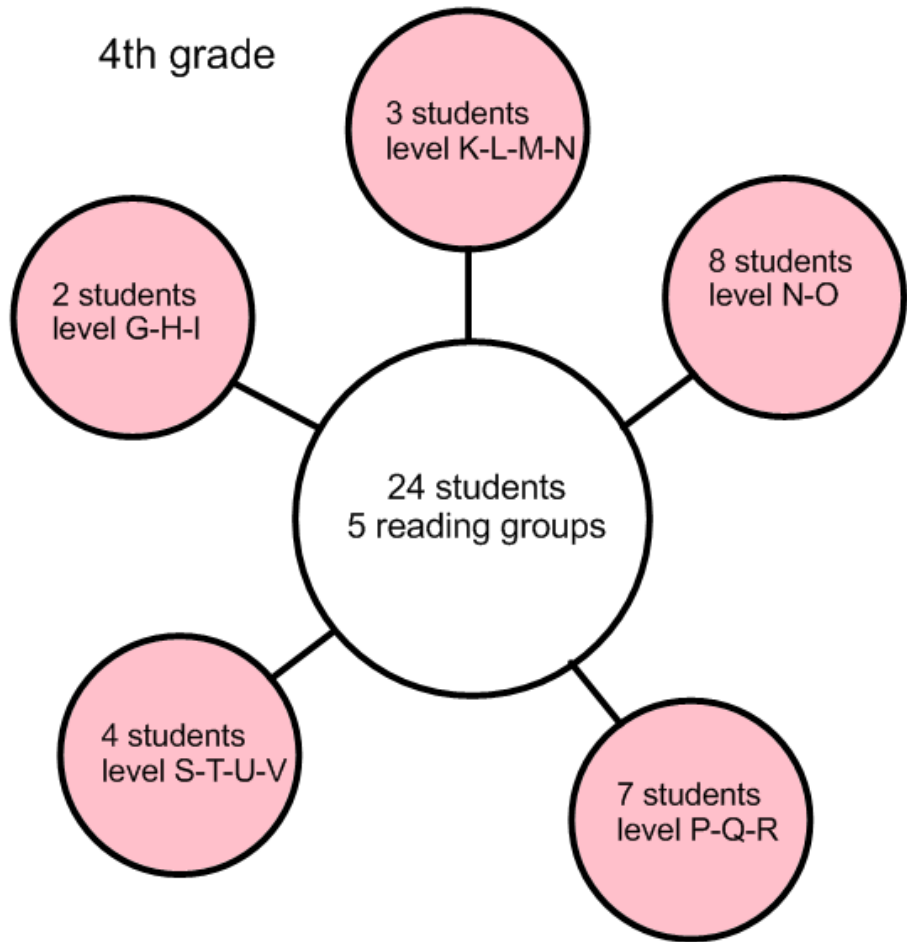 4th grade
3 students
level K-L-M-N
8 students
level N-O
2 students
level G-H-I
24 students
5 reading groups
4 students
level S-T-U-V
7 students
level P-Q-R